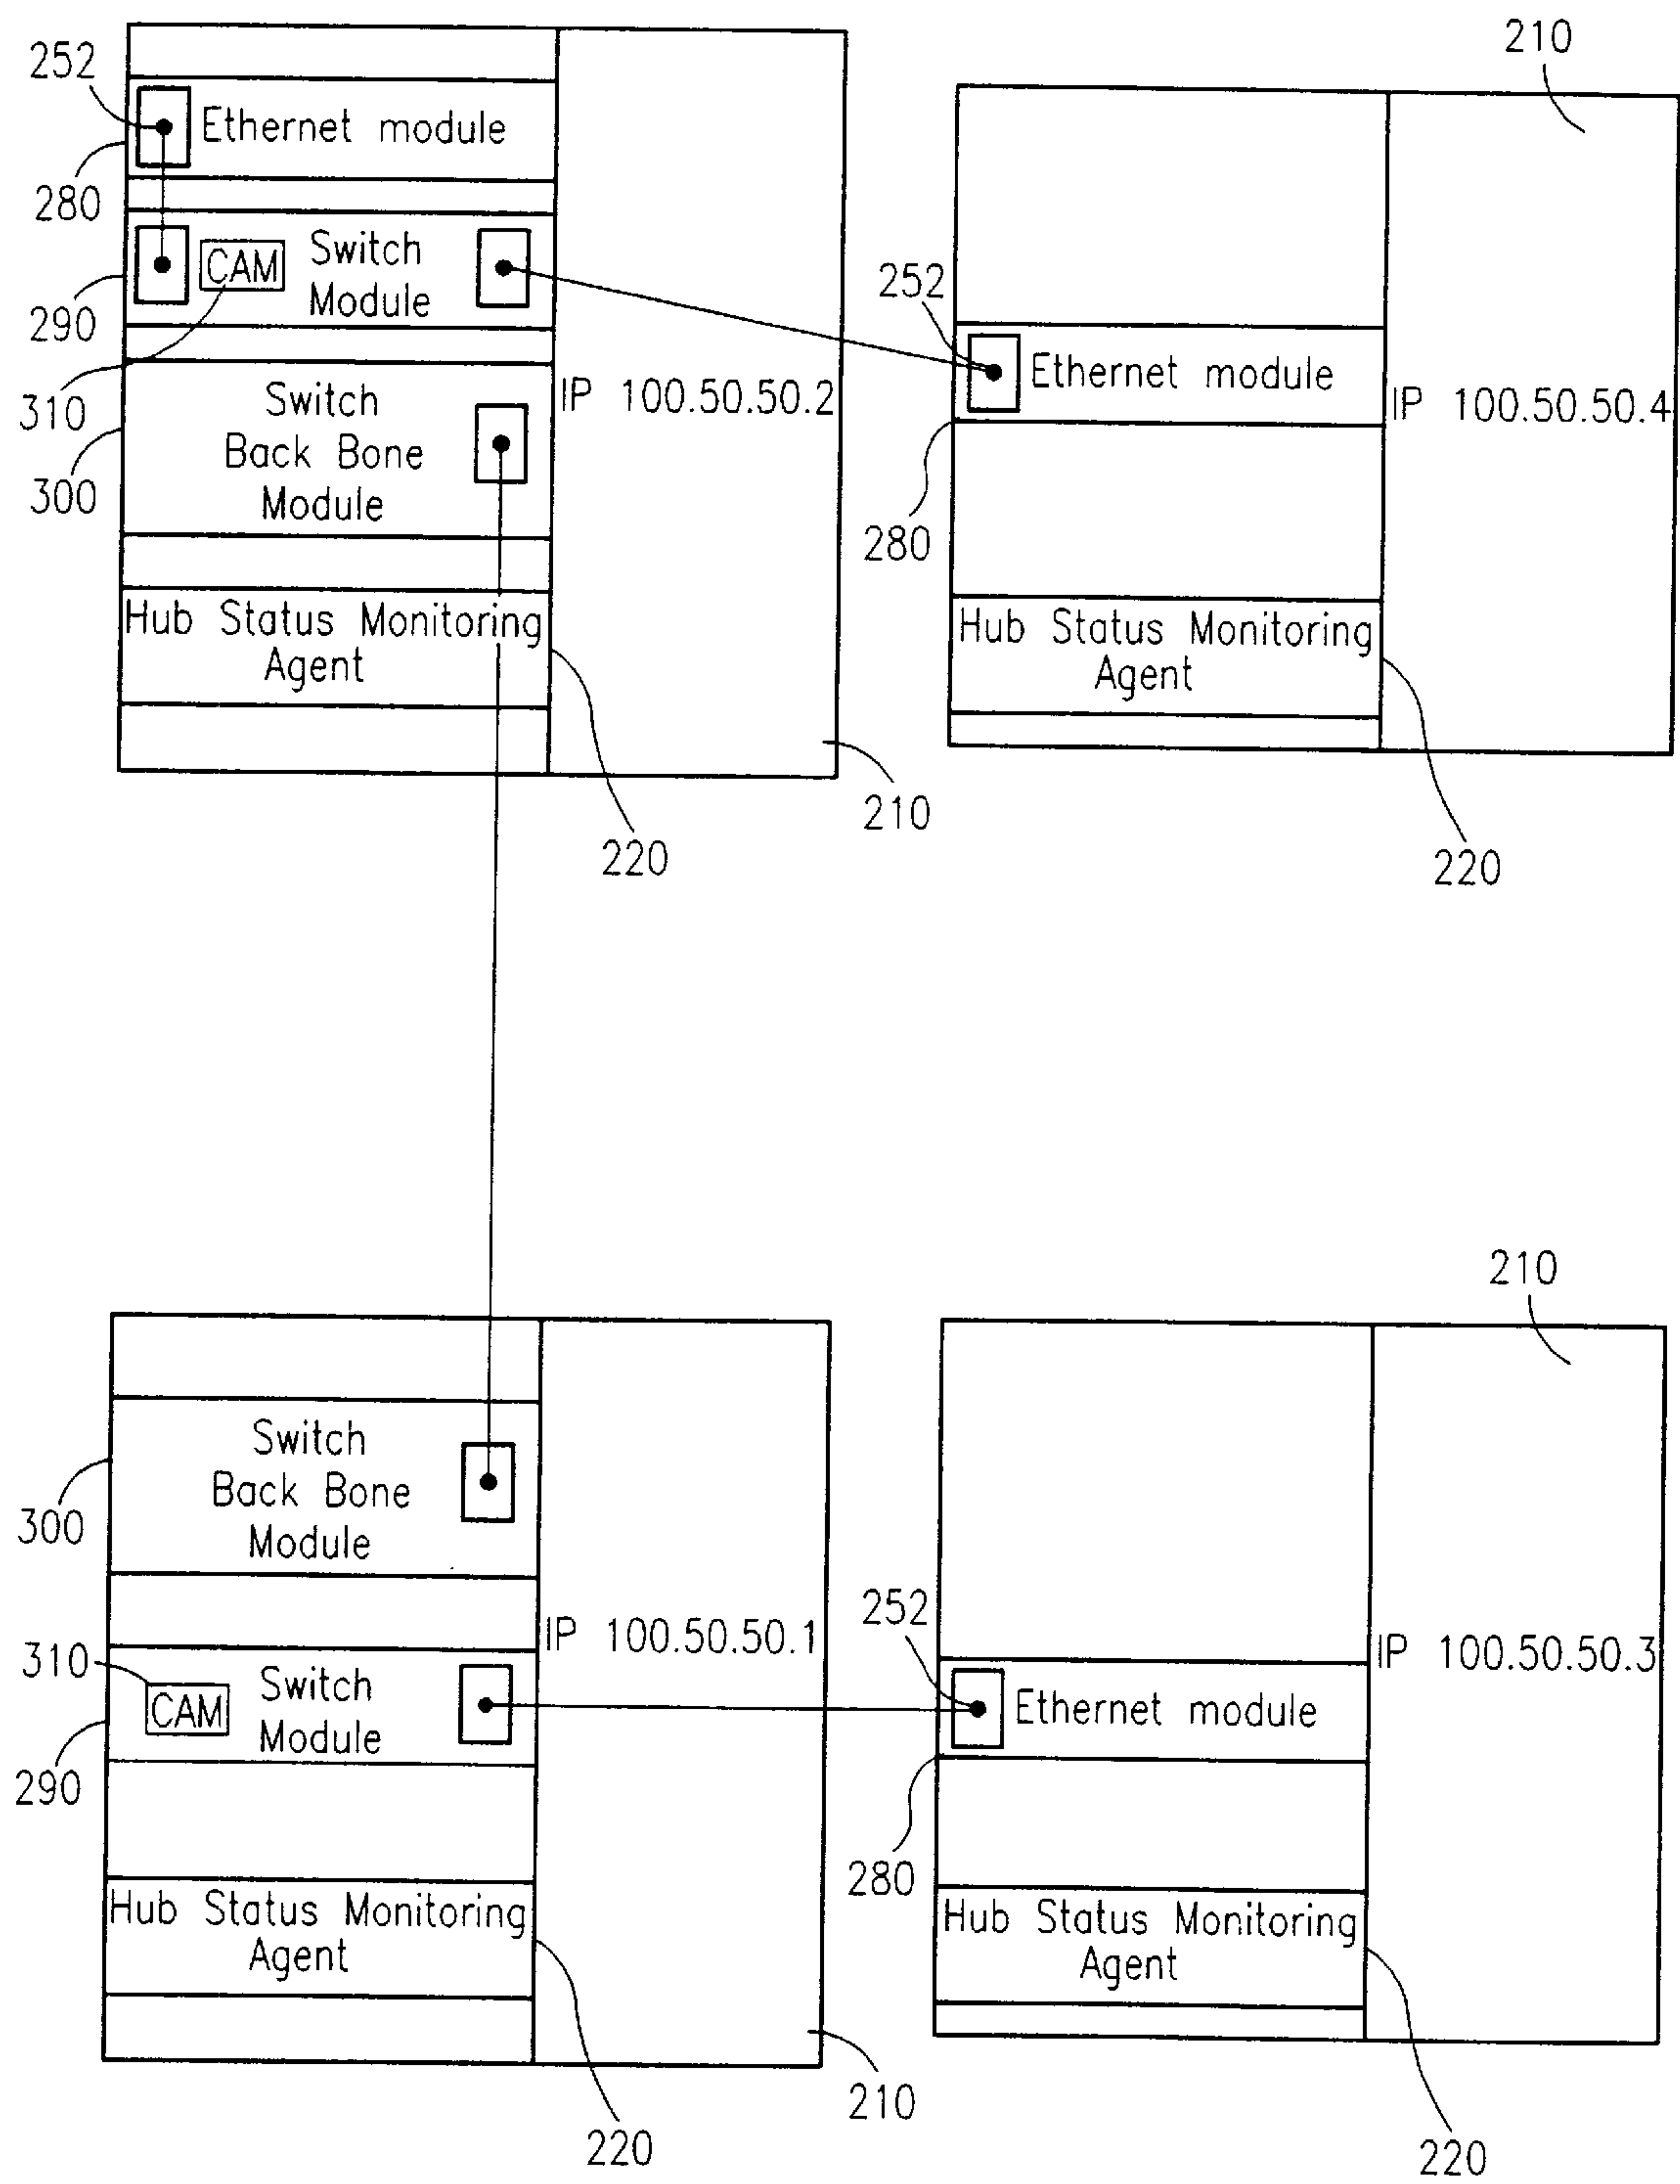 210
252
Ethernet module
280
CAM
Switch
Module
290
310
Switch
Back Bone
Module
300
IP 100.50.50.2
Hub Status Monitoring
Agent
210
220
252
Ethernet module
IP 100.50.50.4
280
Hub Status Monitoring
Agent
220
210
Switch
Back Bone
Module
300
IP 100.50.50.1
310
CAM
Switch
Module
290
Hub Status Monitoring
Agent
210
220
252
Ethernet module
IP 100.50.50.3
280
Hub Status Monitoring
Agent
220